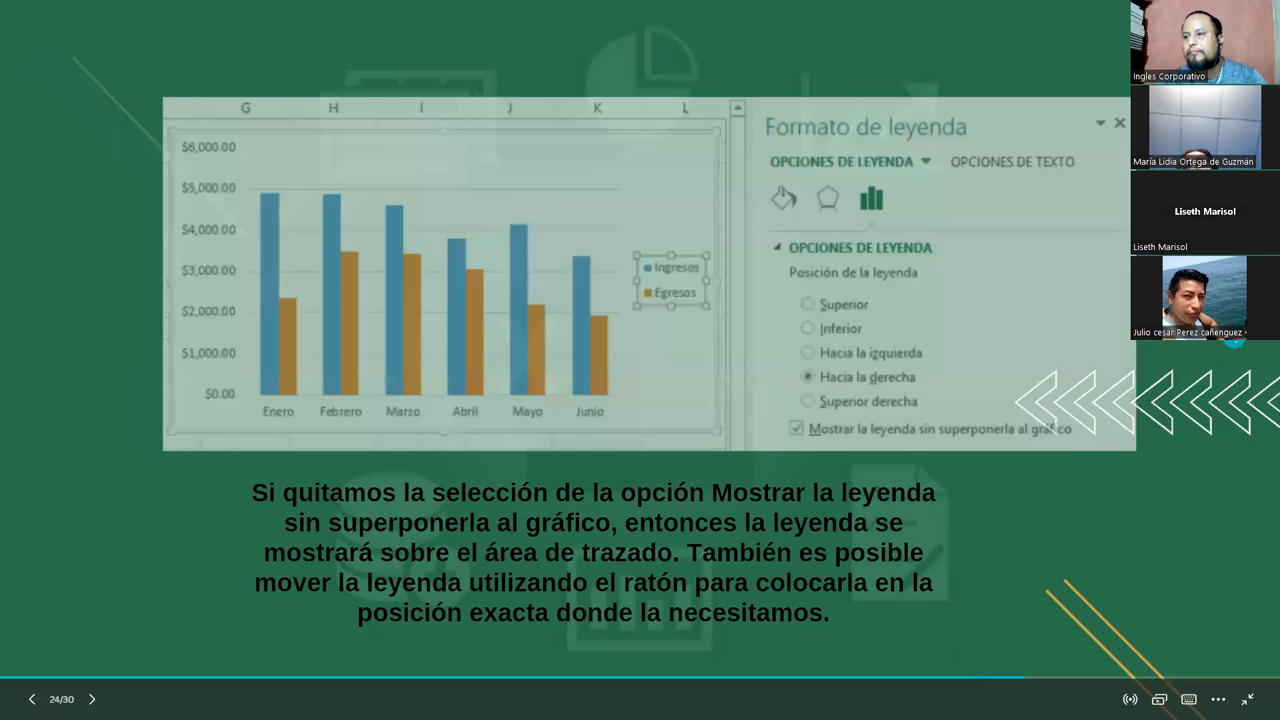 G H I J K L
$6,000.00
$5,000.00
$4,000.00
$3,000.00
$2,000.00
$1,000.00
$0.00
Enero Febrero Marzo Abril Mayo Junio
Ingresos
Egresos
Formato de leyenda
OPCIONES DE LEYENDA OPCIONES DE TEXTO
OPCIONES DE LEYENDA
Posición de la leyenda
Superior
Inferior
Hacia la izquierda
Hacia la derecha
Superior derecha
Mostrar la leyenda sin superponerla al gráfico
Si quitamos la selección de la opción Mostrar la leyenda
sin superponerla al gráfico, entonces la leyenda se
mostrará sobre el área de trazado. También es posible
mover la leyenda utilizando el ratón para colocarla en la
posición exacta donde la necesitamos.
Ingles Corporativo
María Lidia Ortega de Guzmán
Liseth Marisol
Liseth Marisol
Julio cesar Perez cañenguez -
24/30